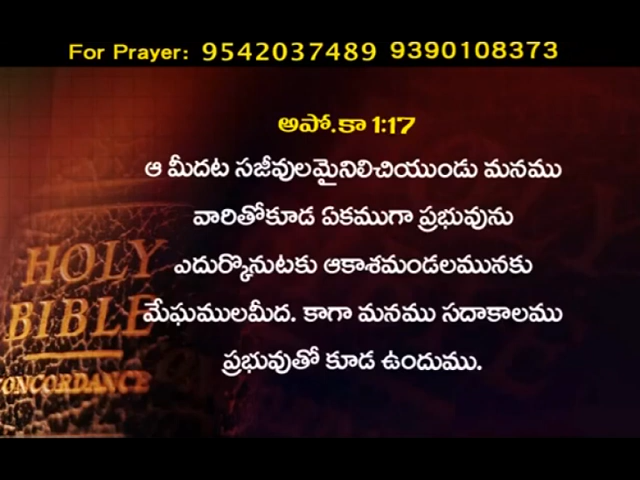 For Prayer: 9542037489 9390108373
అపో.కా 1:17
ఆ మీదట సజీవులమైనిలిచియుండు మనము
వారితోకూడ ఏకముగా ప్రభువును
ఎదుర్కొనుటకు ఆకాశమండలమునకు
మేఘములమీద. కాగా మనము సదాకాలము
ప్రభువుతో కూడ ఉందుము.
HOLY
BIBLE
CONCORDANCE